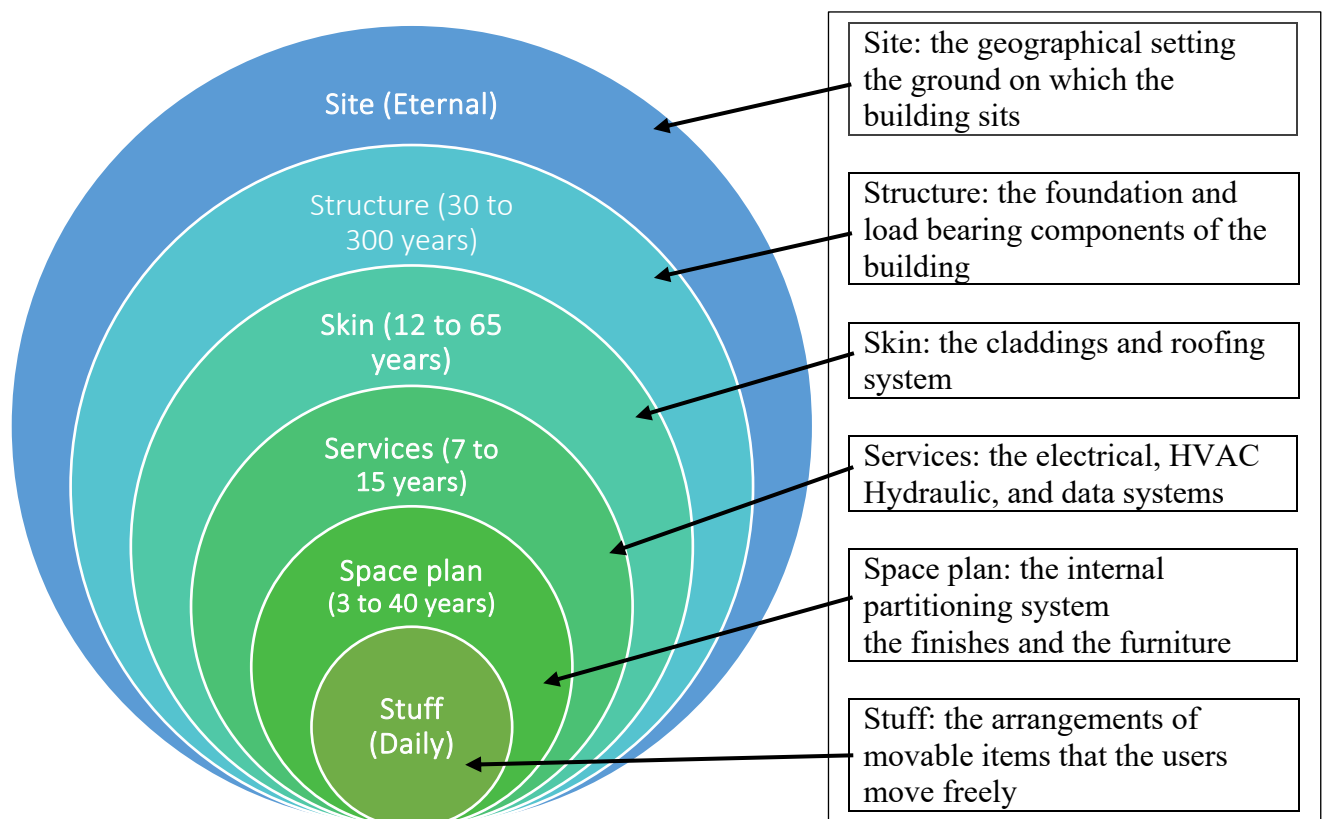 Site (Eternal)
Structure (30 to
300 years)
Skin (12 to 65
years)
Services (7 to
15 years)
Space plan
(3 to 40 years)
Stuff
(Daily)
Site: the geographical setting
the ground on which the
building sits
Structure: the foundation and
load bearing components of the
building
Skin: the claddings and roofing
system
Services: the electrical, HVAC
Hydraulic, and data systems
Space plan: the internal
partitioning system
the finishes and the furniture
Stuff: the arrangements of
movable items that the users
move freely